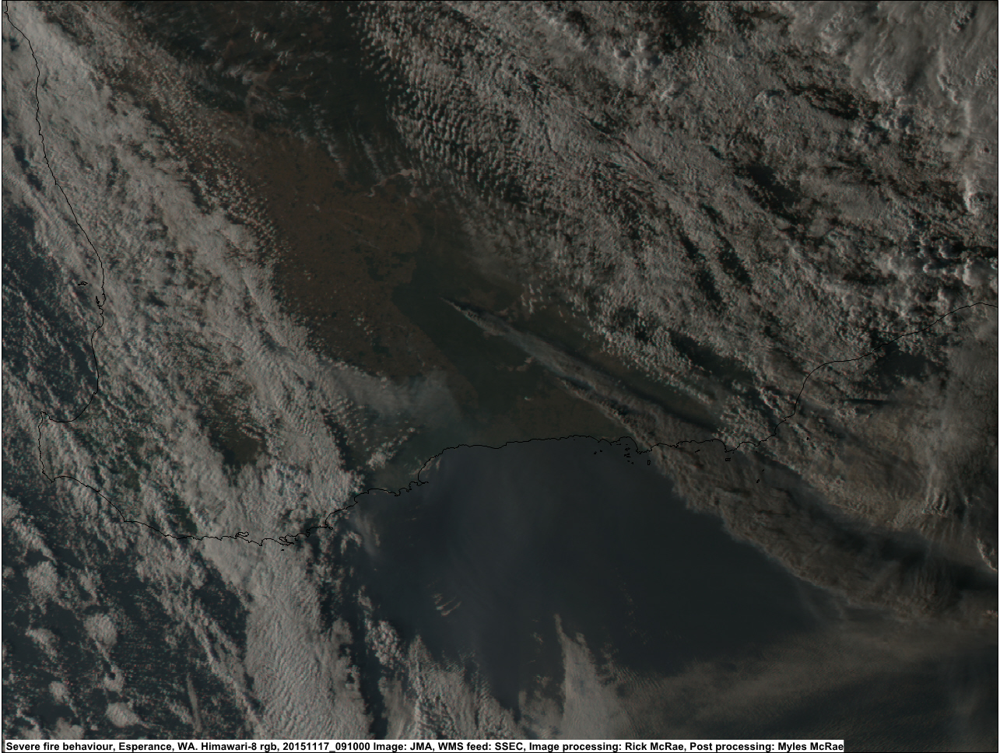 Severe fire behaviour, Esperance, WA. Himawari-8 rgb, 20151117_091000 Image: JMA, WMS feed: SSEC, Image processing: Rick McRae, Post processing: Myles McRae